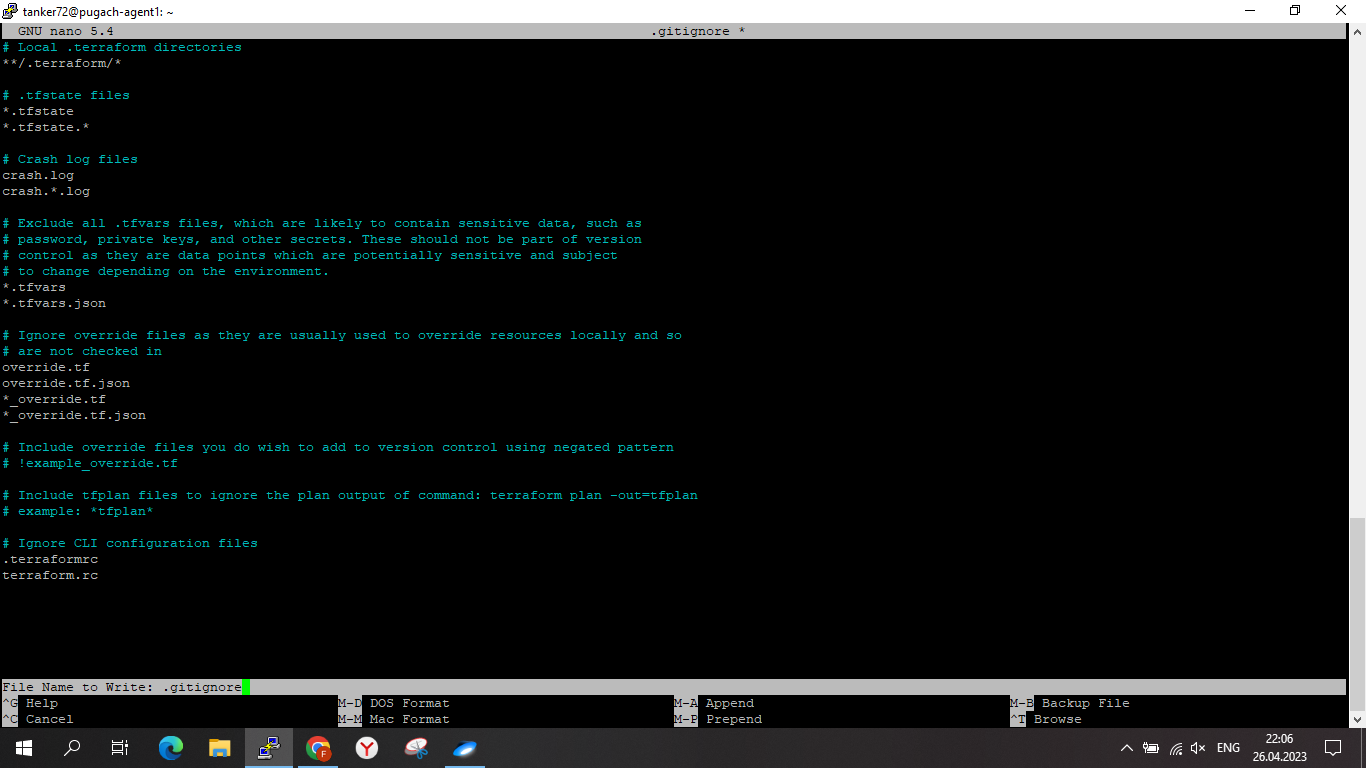 tanker72@pugach-agent1: ~
GNU nano 5.4 .gitignore *
# Local .terraform directories
**/.terraform/*
# .tfstate files
*.tfstate
*.tfstate.*
# Crash log files
crash.log
crash.*.log
# Exclude all .tfvars files, which are likely to contain sensitive data, such as
# password, private keys, and other secrets. These should not be part of version
# control as they are data points which are potentially sensitive and subject
# to change depending on the environment.
*.tfvars
*.tfvars.json
# Ignore override files as they are usually used to override resources locally and so
# are not checked in
override.tf
override.tf.json
*_override.tf
*_override.tf.json
# Include override files you do wish to add to version control using negated pattern
# !example_override.tf
# Include tfplan files to ignore the plan output of command: terraform plan -out=tfplan
# example: *tfplan*
# Ignore CLI configuration files
.terraformrc
terraform.rc
File Name to Write: .gitignore
^G Help M-D DOS Format M-A Append M-B Backup File
^C Cancel M-M Mac Format M-P Prepend ^T Browse
F
Y
ENG
22:06
26.04.2023